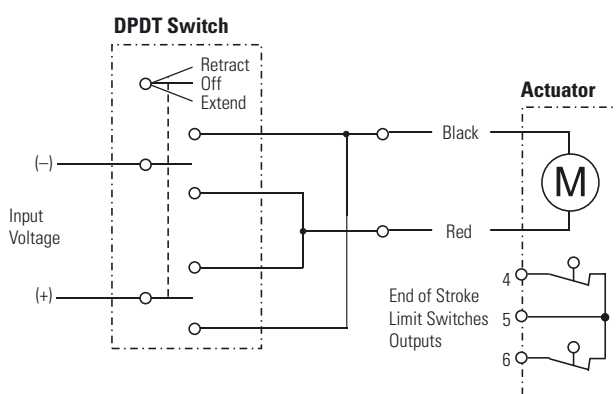 DPDT Switch
Retract
Off
Extend
Actuator
(–)
Black
M
Input
Voltage
Red
(+)
End of Stroke
Limit Switches
Outputs
4
5
6